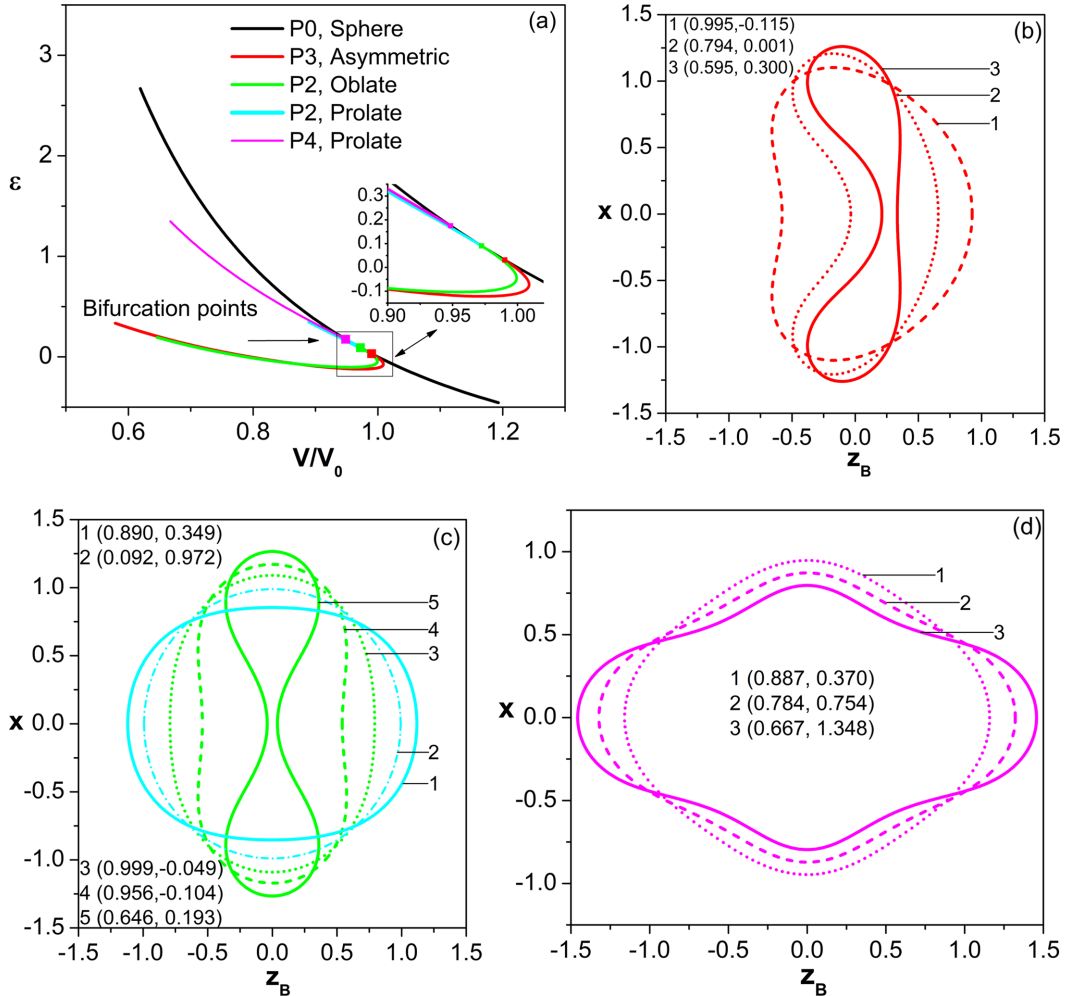 (a)
P0, Sphere
P3, Asymmetric
P2, Oblate
P2, Prolate
P4, Prolate
3
2
1
0
ε
Bifurcation points
0.3
0.2
0.1
0.0
-0.1
0.90
0.95
1.00
0.6
0.8
1.0
1.2
V/V0
(b)
1 (0.995,-0.115)
2 (0.794, 0.001)
3 (0.595, 0.300)
1.5
1.0
0.5
0.0
-0.5
-1.0
-1.5
x
3
2
1
-1.5
-1.0
-0.5
0.0
0.5
1.0
1.5
zB
(c)
1 (0.890, 0.349)
2 (0.092, 0.972)
1.5
1.0
0.5
0.0
-0.5
-1.0
-1.5
x
5
4
3
2
1
3 (0.999,-0.049)
4 (0.956,-0.104)
5 (0.646, 0.193)
-1.5
-1.0
-0.5
0.0
0.5
1.0
1.5
zB
(d)
1.0
0.5
0.0
-0.5
-1.0
x
1
2
3
1 (0.887, 0.370)
2 (0.784, 0.754)
3 (0.667, 1.348)
-1.5
-1.0
-0.5
0.0
0.5
1.0
1.5
zB